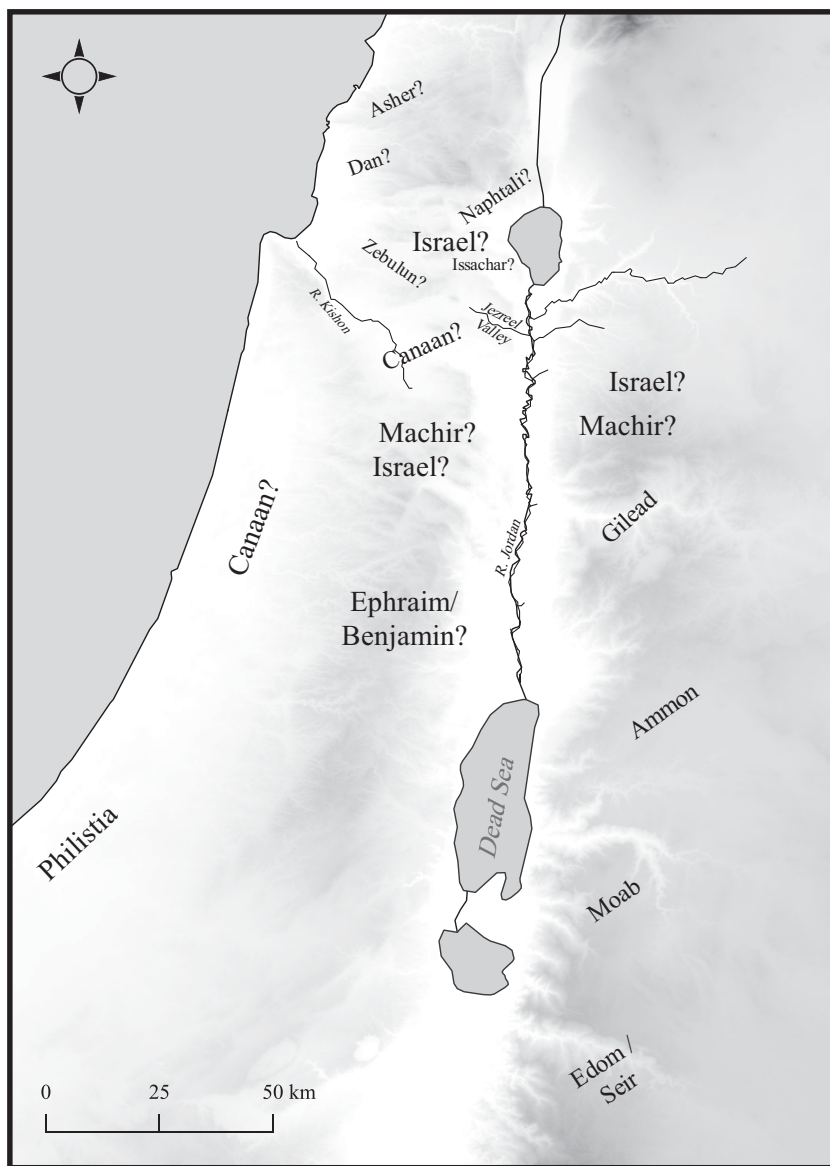 Asher?
Dan?
Naphtali?
Israel?
Issachar?
Zebulun?
R. Kishon
Jezreel
Valley
Canaan?
Israel?
Machir?
Machir?
Israel?
Canaan?
Gilead
R. Jordan
Ephraim/
Benjamin?
Ammon
Dead Sea
Philistia
Moab
Edom /
Seir
0 25 50 km